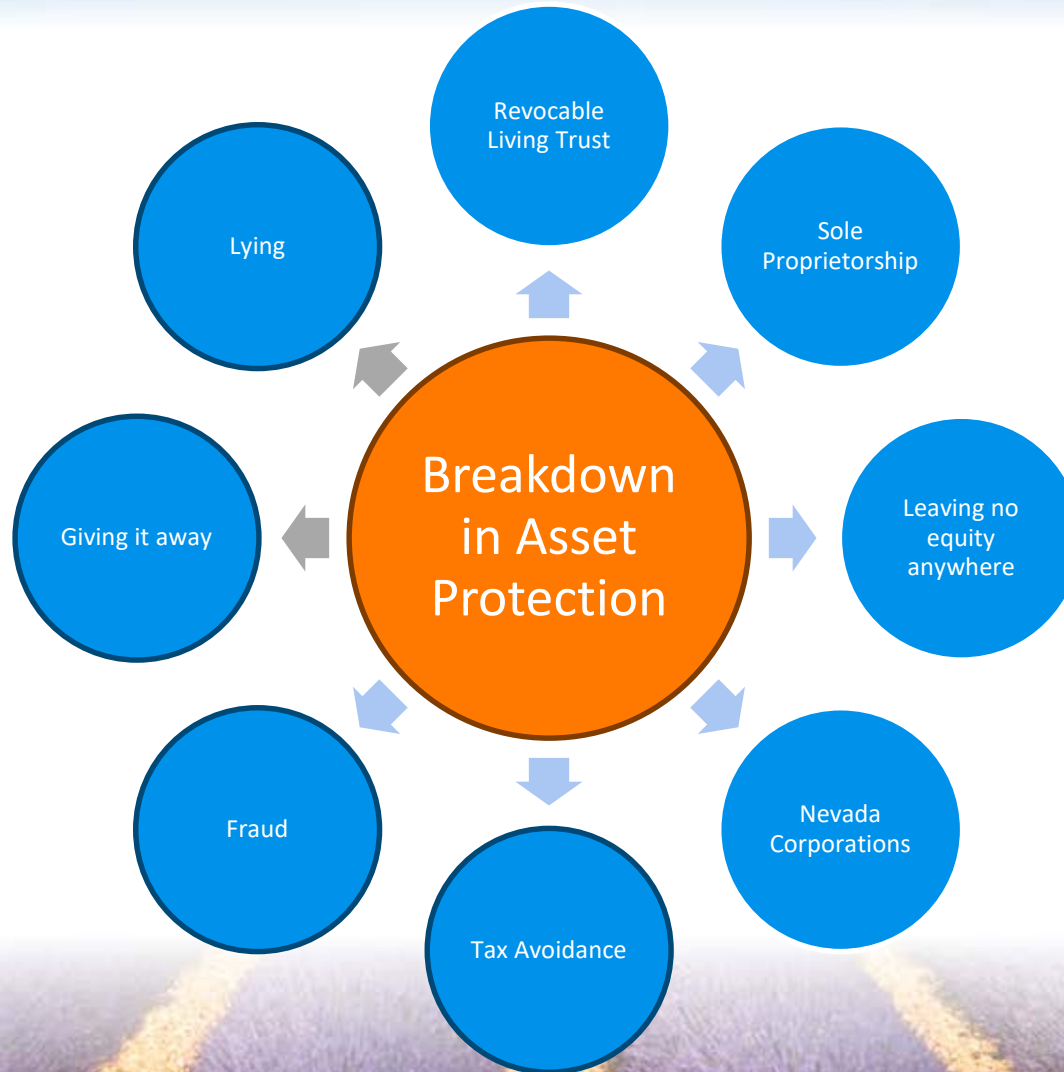 Revocable
Living Trust
Sole
Proprietorship
Leaving no
equity
anywhere
Nevada
Corporations
Tax Avoidance
Fraud
Giving it away
Lying
Breakdown
in Asset
Protection